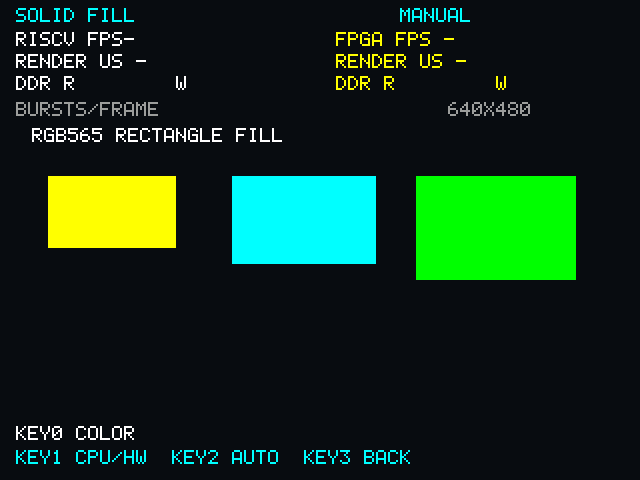 SOLID FILL MANUAL
RISCV FPS- FPGA FPS -
RENDER US - RENDER US -
DDR R W DDR R W
BURSTS/FRAME 640X480
RGB565 RECTANGLE FILL
KEY0 COLOR
KEY1 CPU/HW KEY2 AUTO KEY3 BACK